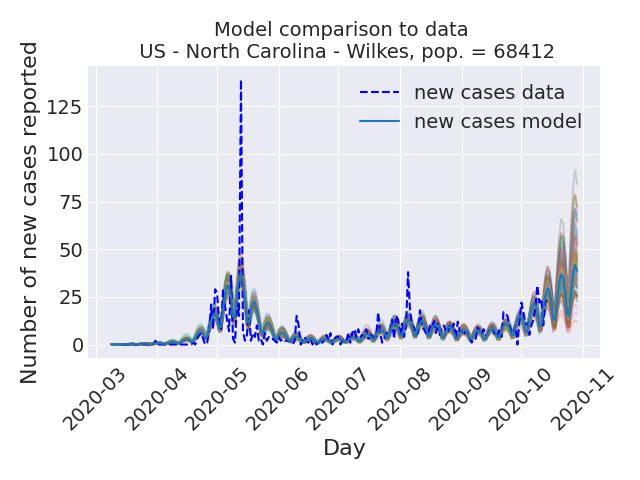 Model comparison to data
US - North Carolina - Wilkes, pop. = 68412
Number of new cases reported
125
100
75
50
25
0
new cases data
new cases model
2020-03
2020-04
2020-05
2020-06
2020-07
2020-08
2020-09
2020-10
2020-11
Day